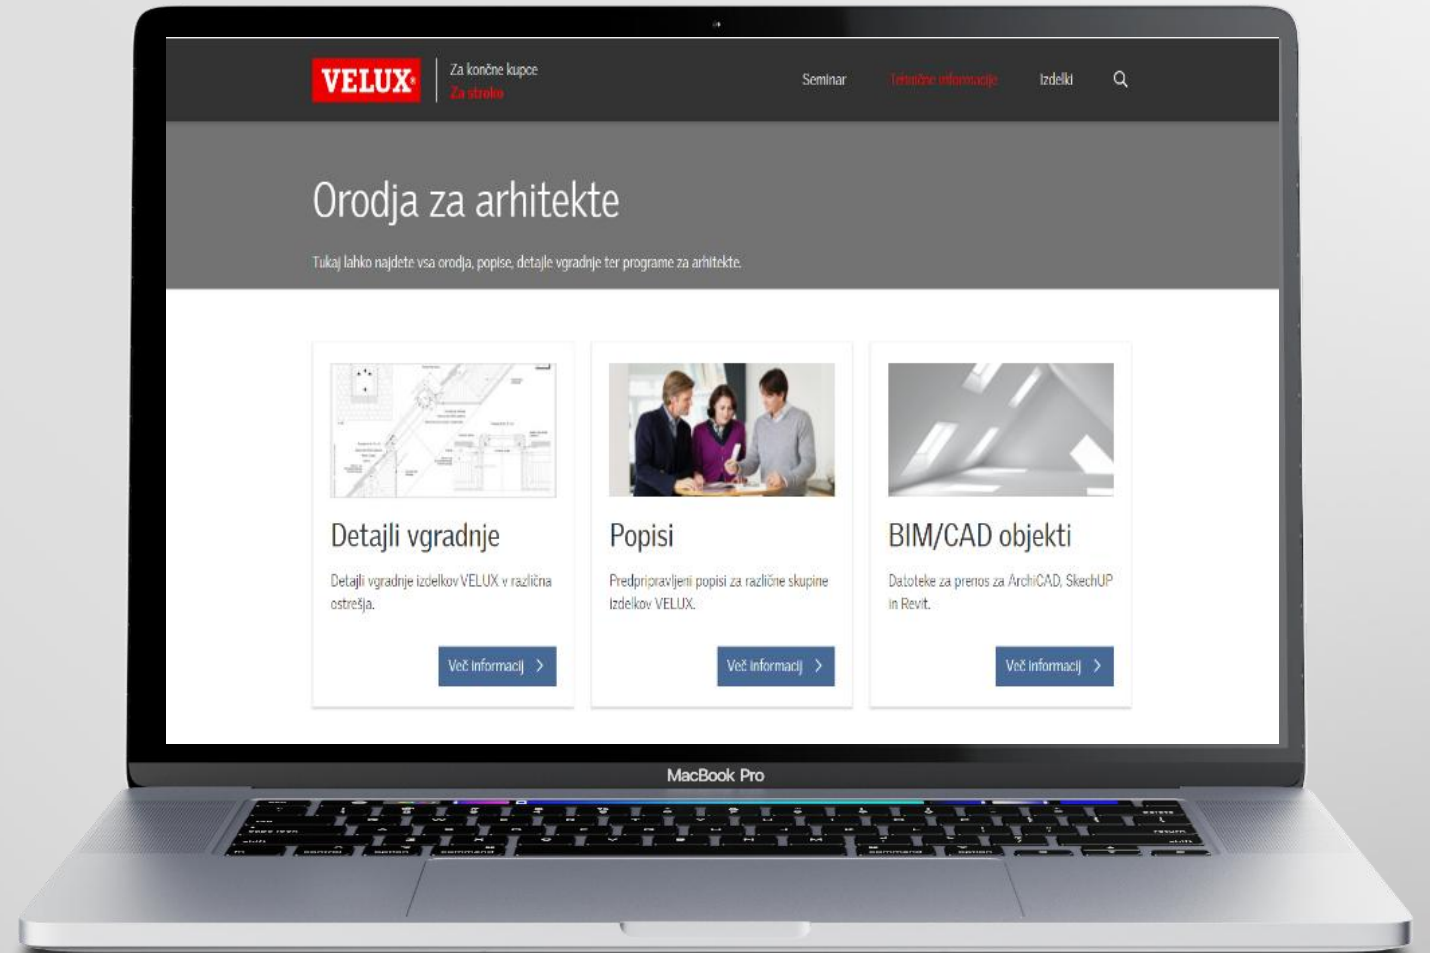 VELUX®
Za končne kupce
Za stroko
Seminar
Tehnične informacije
Izdelki
Orodja za arhitekte
Tukaj lahko najdete vsa orodja, popise, detajle vgradnje ter programe za arhitekte.
Detajli vgradnje
Detajli vgradnje izdelkov VELUX v različna
ostrešja.
Več informacij
Popisi
Predpripravljeni popisi za različne skupine
izdelkov VELUX.
Več informacij
BIM/CAD objekti
Datoteke za prenos za ArchiCAD, SkechUP
in Revit.
Več informacij
MacBook Pro